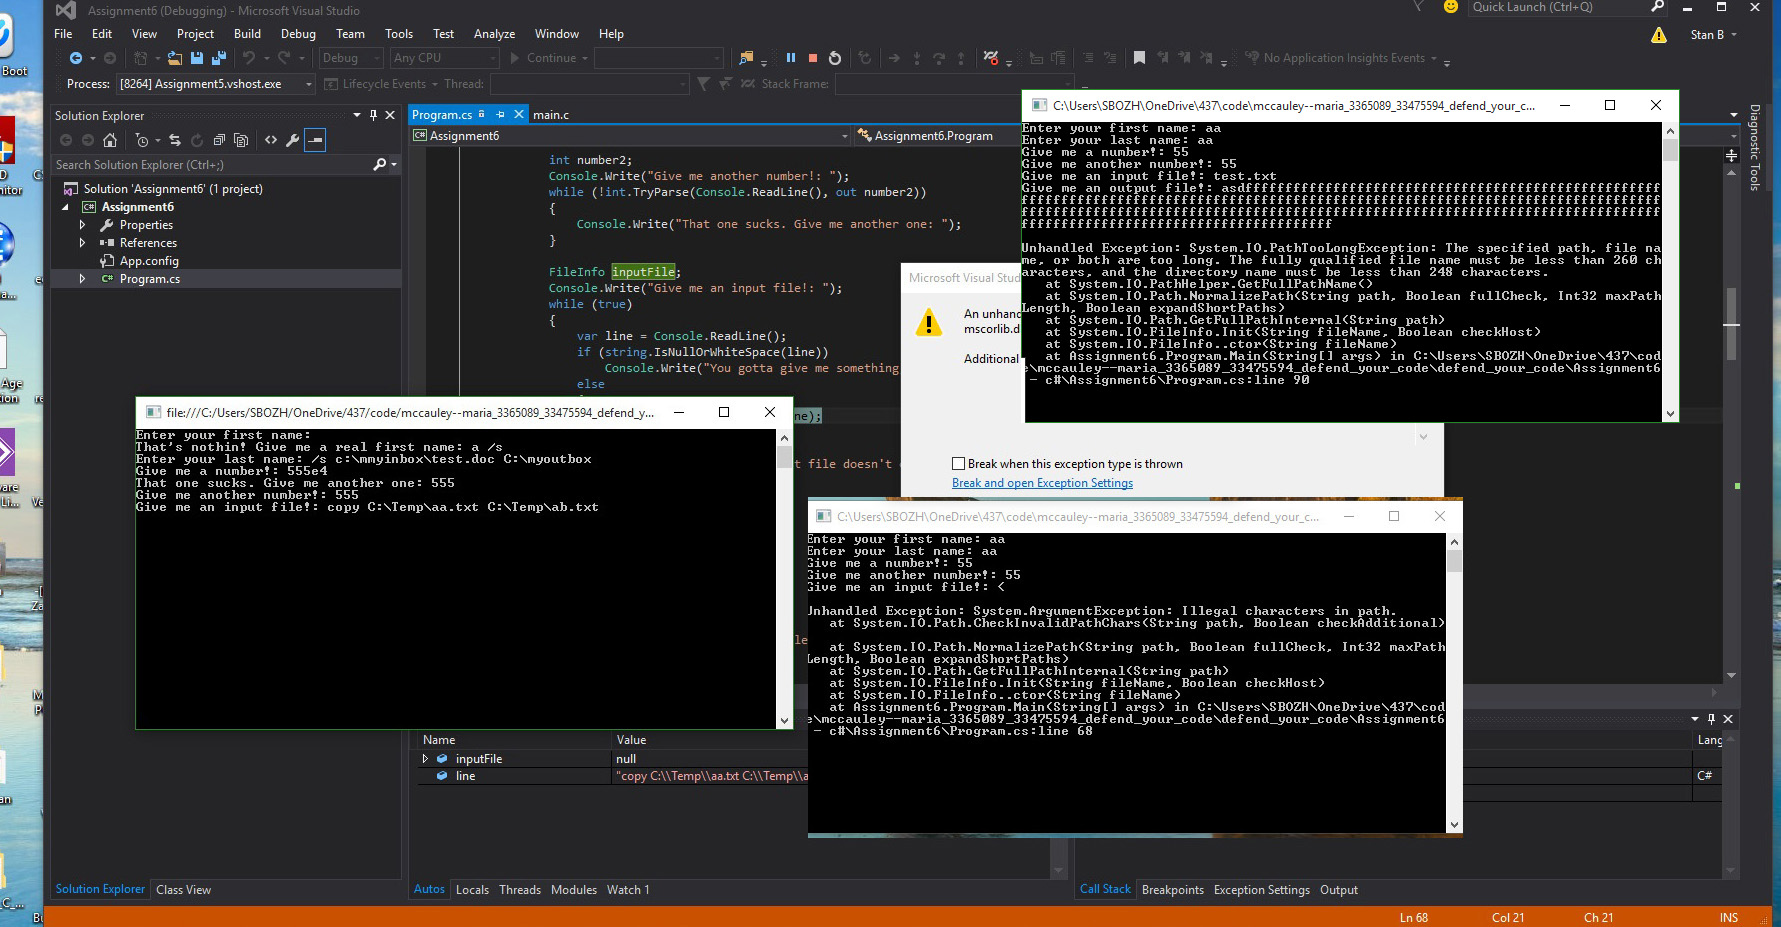 Assignment6 (Debugging) - Microsoft Visual Studio
Quick Launch (Ctrl+Q)
File Edit View Project Build Debug Team Tools Test Analyze Window Help
Stan B
Debug Any CPU Continue
No Application Insights Events
Process: [8264] Assignment5.vshost.exe Lifecycle Events Thread: Stack Frame:
Boot
Solution Explorer
Search Solution Explorer (Ctrl+;)
Solution 'Assignment6' (1 project)
Assignment6
Properties
References
App.config
Program.cs
Solution Explorer Class View
Program.cs main.c
Assignment6 Assignment6.Program
int number2;
Console.Write("Give me another number!: ");
while (!int.TryParse(Console.ReadLine(), out number2))
{
Console.Write("That one sucks. Give me another one: ");
}
FileInfo inputFile;
Console.Write("Give me an input file!: ");
while (true)
{
var line = Console.ReadLine();
if (string.IsNullOrWhiteSpace(line))
Console.Write("You gotta give me something
else
ne);
t file doesn't
le
Diagnostic Tools
Microsoft Visual Stud
An unhand
mscorlib.d
Additional
Break when this exception type is thrown
Break and open Exception Settings
C:\Users\SBOZH\OneDrive\437\code\mccauley--maria_3365089_33475594_defend_your_c...
Enter your first name: aa
Enter your last name: aa
Give me a number!: 55
Give me another number!: 55
Give me an input file!: test.txt
Give me an output file!: asdffffffffffffffffffffffffffffffffffffffffffffffffffffff
fffffffffffffffffffffffffffffffffffffffffffffffffffffffffffffffffffffffffffffffff
fffffffffffffffffffffffffffffffffffffffffffffffffffffffffffffffffffffffffffffffff
fffffffffffffffffffffffffffffffffffffff
Unhandled Exception: System.IO.PathTooLongException: The specified path, file na
me, or both are too long. The fully qualified file name must be less than 260 ch
aracters, and the directory name must be less than 248 characters.
at System.IO.PathHelper.GetFullPathName()
at System.IO.Path.NormalizePath(String path, Boolean fullCheck, Int32 maxPath
Length, Boolean expandShortPaths)
at System.IO.Path.GetFullPathInternal(String path)
at System.IO.FileInfo.Init(String fileName, Boolean checkHost)
at System.IO.FileInfo..ctor(String fileName)
at Assignment6.Program.Main(String[] args) in C:\Users\SBOZH\OneDrive\437\cod
e\mccauley--maria_3365089_33475594_defend_your_code\defend_your_code\Assignment6
- c#\Assignment6\Program.cs:line 90
file:///C:/Users/SBOZH/OneDrive/437/code/mccauley--maria_3365089_33475594_defend_y...
Enter your first name:
That's nothin! Give me a real first name: a /s
Enter your last name: /s c:\mmyinbox\test.doc C:\myoutbox
Give me a number!: 555e4
That one sucks. Give me another one: 555
Give me another number!: 555
Give me an input file!: copy C:\Temp\aa.txt C:\Temp\ab.txt
C:\Users\SBOZH\OneDrive\437\code\mccauley--maria_3365089_33475594_defend_your_c...
Enter your first name: aa
Enter your last name: aa
Give me a number!: 55
Give me another number!: 55
Give me an input file!: <
Unhandled Exception: System.ArgumentException: Illegal characters in path.
at System.IO.Path.CheckInvalidPathChars(String path, Boolean checkAdditional)
at System.IO.Path.NormalizePath(String path, Boolean fullCheck, Int32 maxPath
Length, Boolean expandShortPaths)
at System.IO.Path.GetFullPathInternal(String path)
at System.IO.FileInfo.Init(String fileName, Boolean checkHost)
at System.IO.FileInfo..ctor(String fileName)
at Assignment6.Program.Main(String[] args) in C:\Users\SBOZH\OneDrive\437\cod
e\mccauley--maria_3365089_33475594_defend_your_code\defend_your_code\Assignment6
- c#\Assignment6\Program.cs:line 68
Name Value
inputFile null
line "copy C:\\Temp\\aa.txt C:\\Temp\\a
Lang
C#
Autos Locals Threads Modules Watch 1
Call Stack Breakpoints Exception Settings Output
Ln 68 Col 21 Ch 21 INS